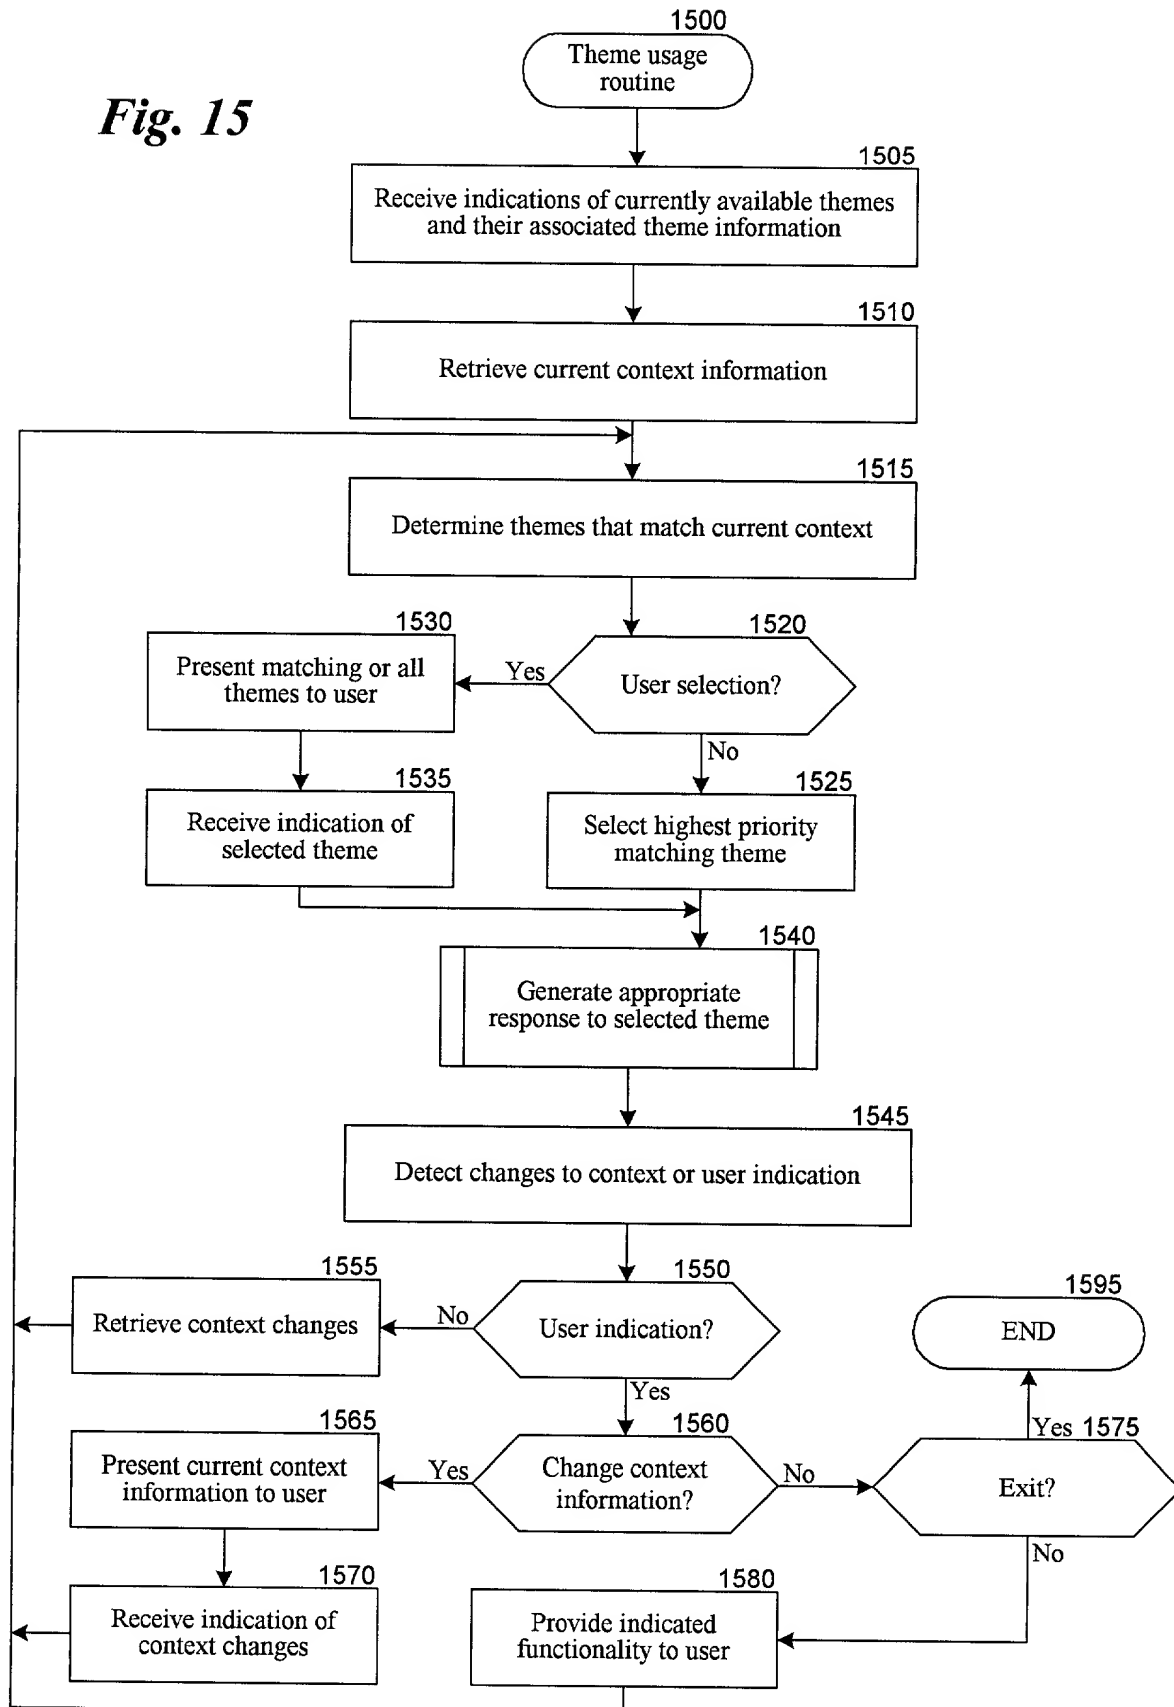 1500
Theme usage
routine
Fig. 15
1505
Receive indications of currently available themes
and their associated theme information
1510
Retrieve current context information
1515
Determine themes that match current context
1530
Present matching or all
themes to user
Yes
1520
User selection?
No
1535
Receive indication of
selected theme
1525
Select highest priority
matching theme
1540
Generate appropriate
response to selected theme
1545
Detect changes to context or user indication
1555
Retrieve context changes
No
1550
User indication?
Yes
1595
END
1565
Present current context
information to user
Yes
1560
Change context
information?
No
Yes
1575
Exit?
No
1570
Receive indication of
context changes
1580
Provide indicated
functionality to user